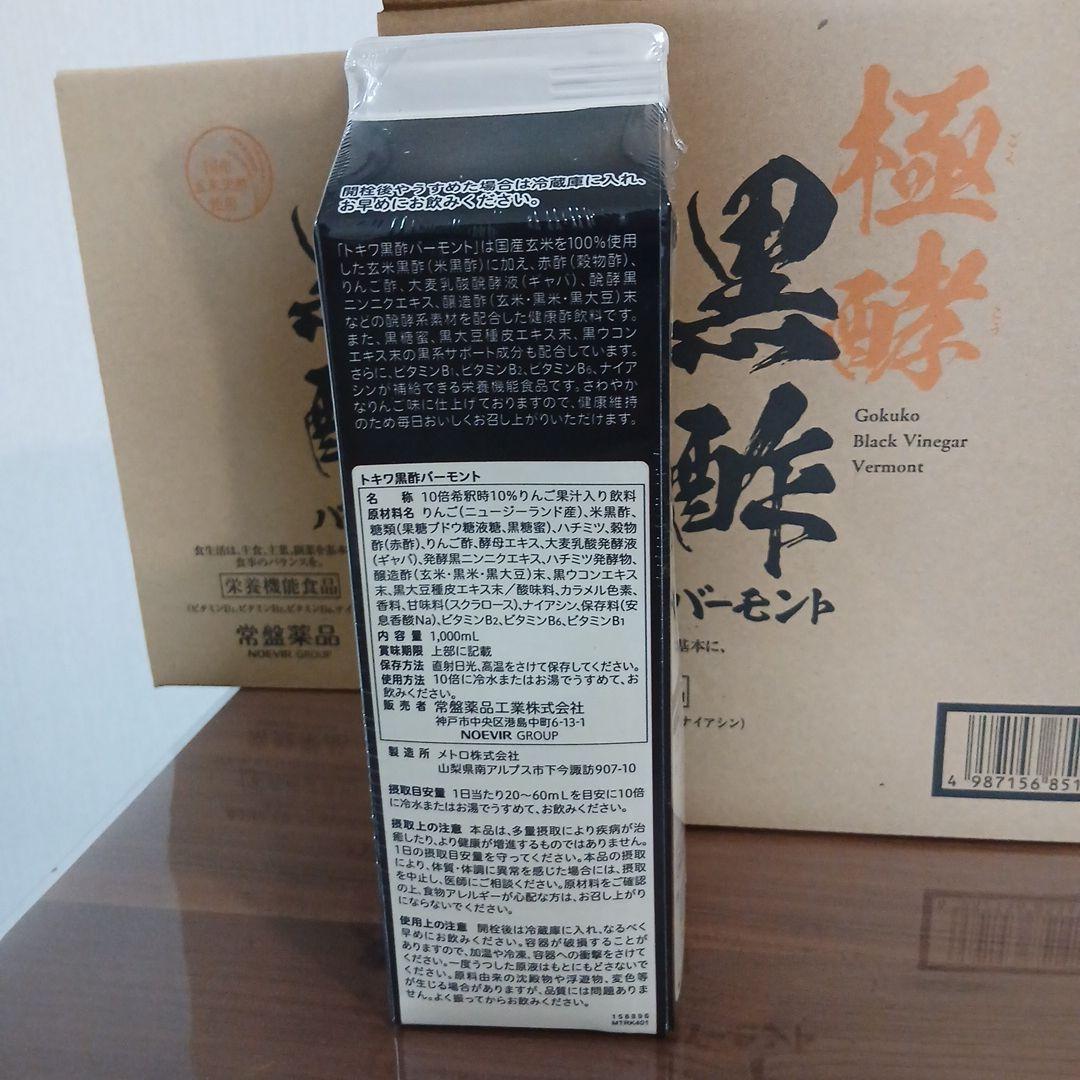 開栓後やうすめた場合は冷蔵庫に入れ、
お早めにお飲みください。
「トキワ黒酢バーモント」は国産玄米を100%使用
した玄米黒酢(米黒酢)に加え、赤酢(穀物酢)、
りんご酢、大麦乳酸醗酵液(ギャバ)、醗酵黒
ニンニクエキス、醸造酢(玄米・黒米・黒大豆)末
などの醗酵系素材を配合した健康酢飲料です。
また、黒糖蜜、黒大豆種皮エキス末、黒ウコン
エキス末の黒系サポート成分も配合しています。
さらに、ビタミンB1、ビタミンB2、ビタミンB6、ナイア
シンが補給できる栄養機能食品です。さわやか
なりんご味に仕上げておりますので、健康維持
のため毎日おいしくお召し上がりいただけます。
トキワ黒酢バーモント
名 称 10倍希釈時10%りんご果汁入り飲料
原材料名 りんご(ニュージーランド産)、米黒酢、
糖類(果糖ブドウ糖液糖、黒糖蜜)、ハチミツ、穀物
酢(赤酢)、りんご酢、酵母エキス、大麦乳酸発酵液
(ギャバ)、発酵黒ニンニクエキス、ハチミツ発酵物、
醸造酢(玄米・黒米・黒大豆)末、黒ウコンエキス
末、黒大豆種皮エキス末/酸味料、カラメル色素、
香料、甘味料(スクラロース)、ナイアシン、保存料(安
息香酸Na)、ビタミンB2、ビタミンB6、ビタミンB1
内 容 量 1,000mL
賞味期限 上部に記載
保存方法 直射日光、高温をさけて保存してください。
使用方法 10倍に冷水またはお湯でうすめて、お
飲みください。
販 売 者 常盤薬品工業株式会社
神戸市中央区港島中町6-13-1
NOEVIR GROUP
製 造 所 メトロ株式会社
山梨県南アルプス市下今諏訪907-10
摂取目安量 1日当たり20~60mLを目安に10倍
に冷水またはお湯でうすめて、お飲みください。
摂取上の注意 本品は、多量摂取により疾病が治
癒したり、より健康が増進するものではありません。
1日の摂取目安量を守ってください。本品の摂取
により、体質・体調に異常を感じた場合には、摂取
を中止し、医師にご相談ください。原材料をご確認
の上、食物アレルギーが心配な方は、お召し上がり
にならないでください。
使用上の注意 開栓後は冷蔵庫に入れ、なるべく
早めにお飲みください。容器が破損することが
ありますので、加温や冷凍、容器への衝撃をさけて
ください。一度うつした原液はもとにもどさないで
ください。原料由来の沈殿物や浮遊物、変色等
が生じる場合がありますが、品質には問題ありま
せん。よく振ってからお飲みください。
156896
MTRK401
極酵
黒酢
Gokuko
Black Vinegar
Vermont
バーモント
基本に、
ナイアシン)
4 987156 851
食生活は、主食、主菜、副菜を基本
食事のバランスを。
栄養機能食品
常盤薬品
NOEVIR GROUP